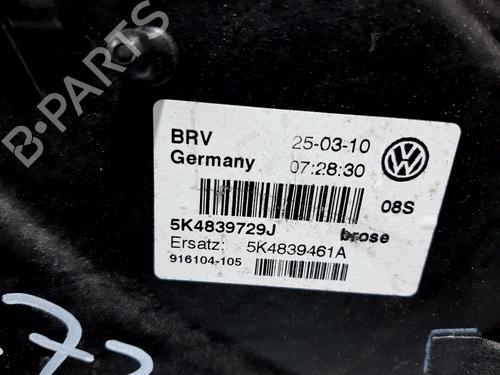 B-PARTS
BRV 25-03-10
Germany 07:28:30
08S
5K4839729J brose
Ersatz: 5K4839461A
916104-105